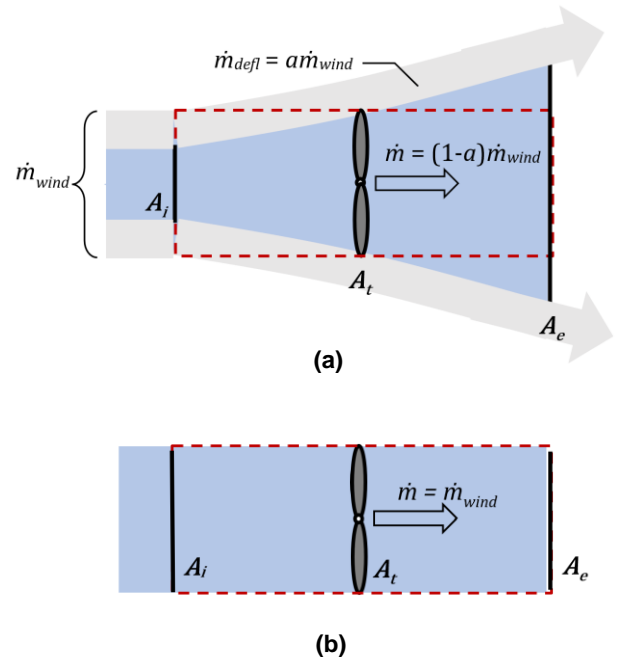 ṁdefl = aṁwind
ṁ = (1-a)ṁwind
ṁwind
Ai
At
Ae
(a)
ṁ = ṁwind
Ai
At
Ae
(b)